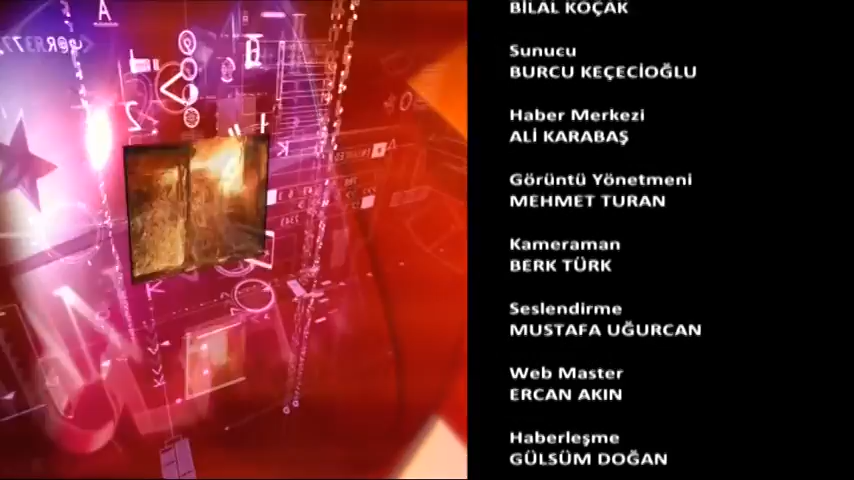 BİLAL KOÇAK
Sunucu
BURCU KEÇECİOĞLU
Haber Merkezi
ALİ KARABAŞ
Görüntü Yönetmeni
MEHMET TURAN
Kameraman
BERK TÜRK
Seslendirme
MUSTAFA UĞURCAN
Web Master
ERCAN AKIN
Haberleşme
GÜLSÜM DOĞAN